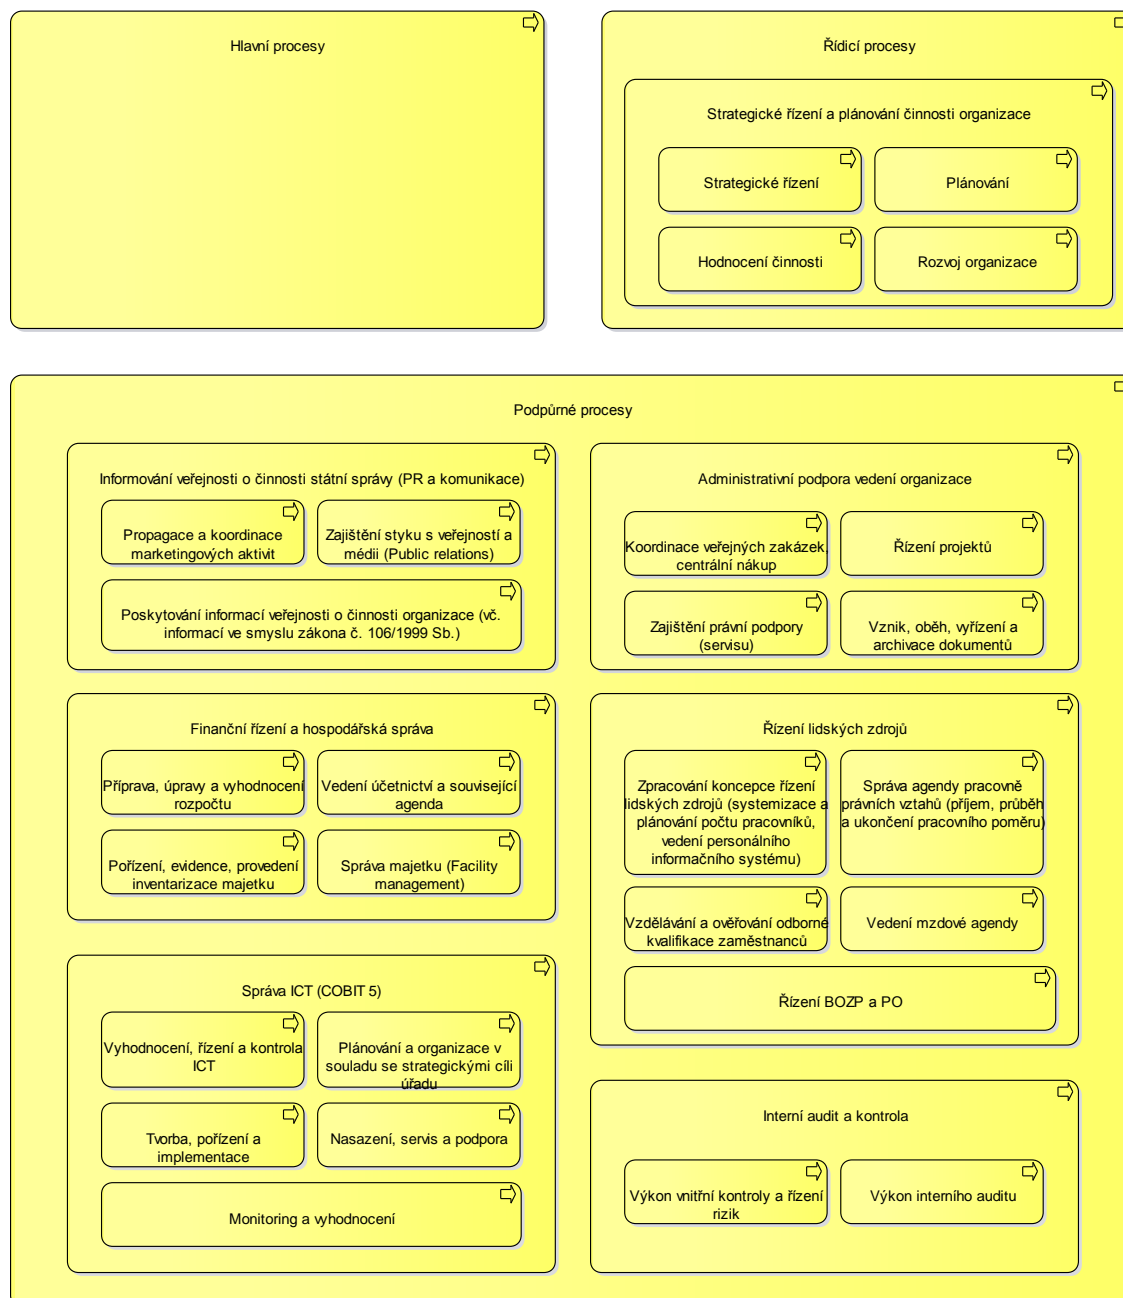 Hlavní procesy
Řídicí procesy
Strategické řízení a plánování činnosti organizace
Strategické řízení
Plánování
Hodnocení činnosti
Rozvoj organizace
Podpůrné procesy
Informování veřejnosti o činnosti státní správy (PR a komunikace)
Propagace a koordinace
marketingových aktivit
Zajištění styku s veřejností a
médii (Public relations)
Poskytování informací veřejnosti o činnosti organizace (vč.
informací ve smyslu zákona č. 106/1999 Sb.)
Administrativní podpora vedení organizace
Koordinace veřejných zakázek,
centrální nákup
Řízení projektů
Zajištění právní podpory
(servisu)
Vznik, oběh, vyřízení a
archivace dokumentů
Finanční řízení a hospodářská správa
Příprava, úpravy a vyhodnocení
rozpočtu
Vedení účetnictví a související
agenda
Pořízení, evidence, provedení
inventarizace majetku
Správa majetku (Facility
management)
Řízení lidských zdrojů
Zpracování koncepce řízení
lidských zdrojů (systemizace a
plánování počtu pracovníků,
vedení personálního
informačního systému)
Správa agendy pracovně
právních vztahů (příjem, průběh
a ukončení pracovního poměru)
Vzdělávání a ověřování odborné
kvalifikace zaměstnanců
Vedení mzdové agendy
Řízení BOZP a PO
Správa ICT (COBIT 5)
Vyhodnocení, řízení a kontrola
ICT
Plánování a organizace v
souladu se strategickými cíli
úřadu
Tvorba, pořízení a
implementace
Nasazení, servis a podpora
Monitoring a vyhodnocení
Interní audit a kontrola
Výkon vnitřní kontroly a řízení
rizik
Výkon interního auditu